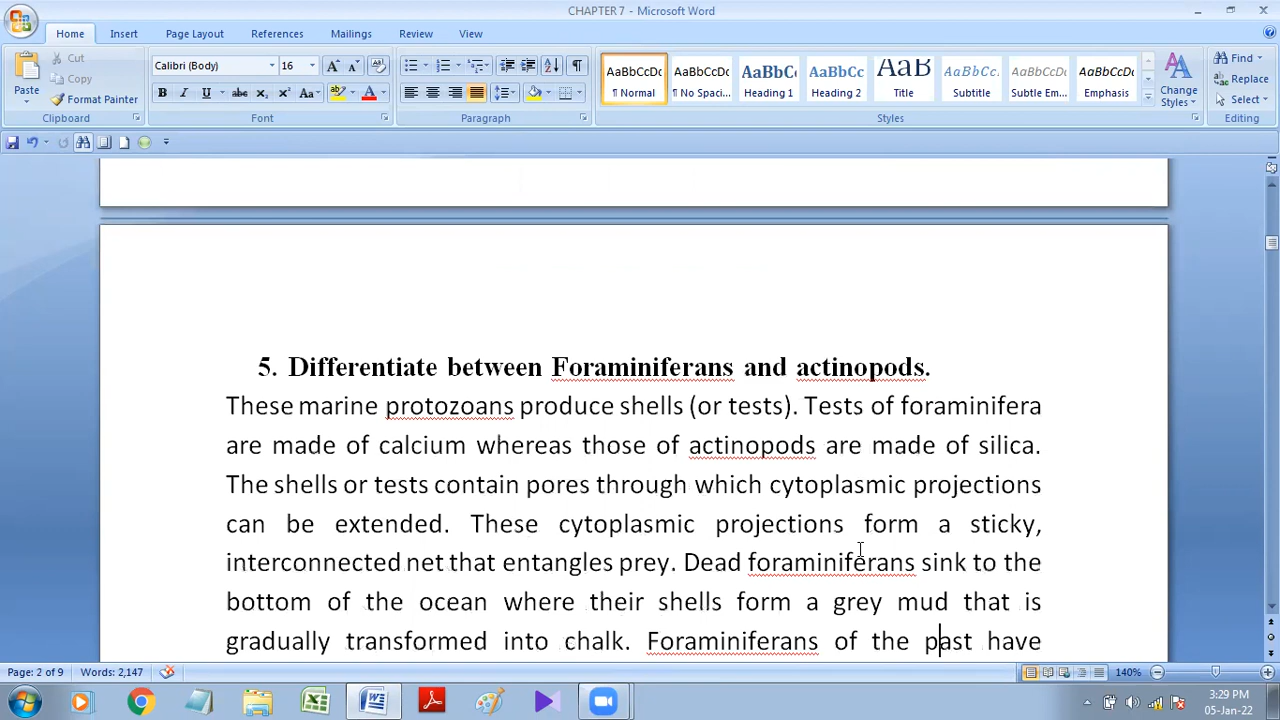 CHAPTER 7 - Microsoft Word
Home Insert Page Layout References Mailings Review View
Paste
Cut
Copy
Format Painter
Clipboard
Calibri (Body) 16
Font
Paragraph
AaBbCcDc AaBbCcDc AaBbC AaBbCc AaB AaBbCc. AaBbCcDc AaBbCcDc
¶ Normal ¶ No Spaci... Heading 1 Heading 2 Title Subtitle Subtle Em... Emphasis
Change Styles
Styles
Find
Replace
Select
Editing
5. Differentiate between Foraminiferans and actinopods.
These marine protozoans produce shells (or tests). Tests of foraminifera
are made of calcium whereas those of actinopods are made of silica.
The shells or tests contain pores through which cytoplasmic projections
can be extended. These cytoplasmic projections form a sticky,
interconnected net that entangles prey. Dead foraminiferans sink to the
bottom of the ocean where their shells form a grey mud that is
gradually transformed into chalk. Foraminiferans of the past have
Page: 2 of 9 Words: 2,147 140%
3:29 PM
05-Jan-22